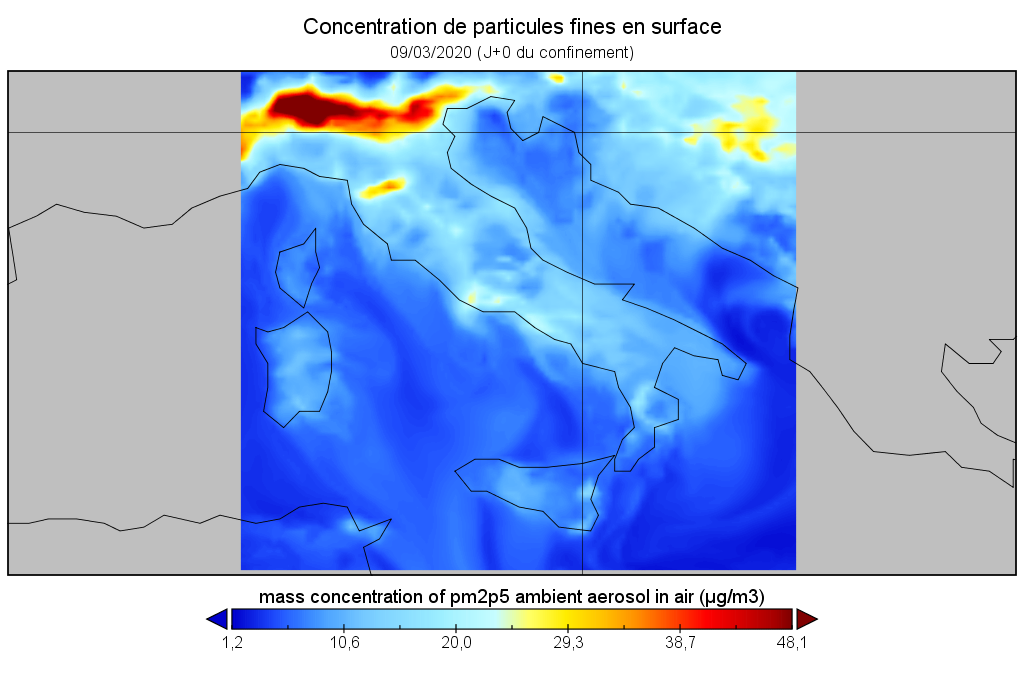 Concentration de particules fines en surface
09/03/2020 (J+0 du confinement)
mass concentration of pm2p5 ambient aerosol in air (µg/m3)
1,2 10,6 20,0 29,3 38,7 48,1